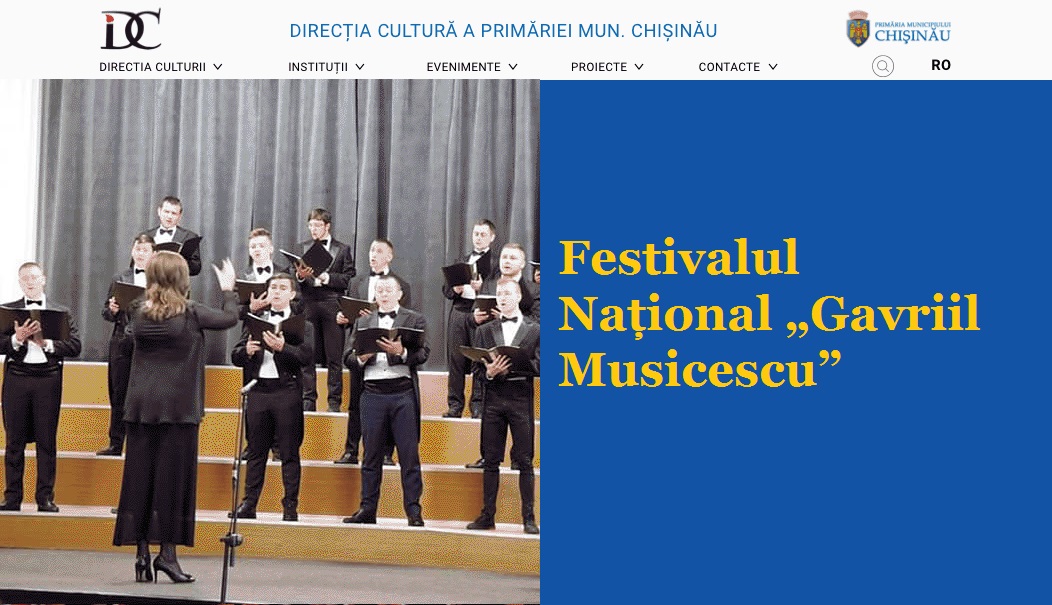 DC
DIRECȚIA CULTURĂ A PRIMĂRIEI MUN. CHIȘINĂU
PRIMĂRIA MUNICIPIULUI
CHIȘINĂU
DIRECTIA CULTURII
INSTITUȚII
EVENIMENTE
PROIECTE
CONTACTE
RO
Festivalul
Național „Gavriil
Musicescu”